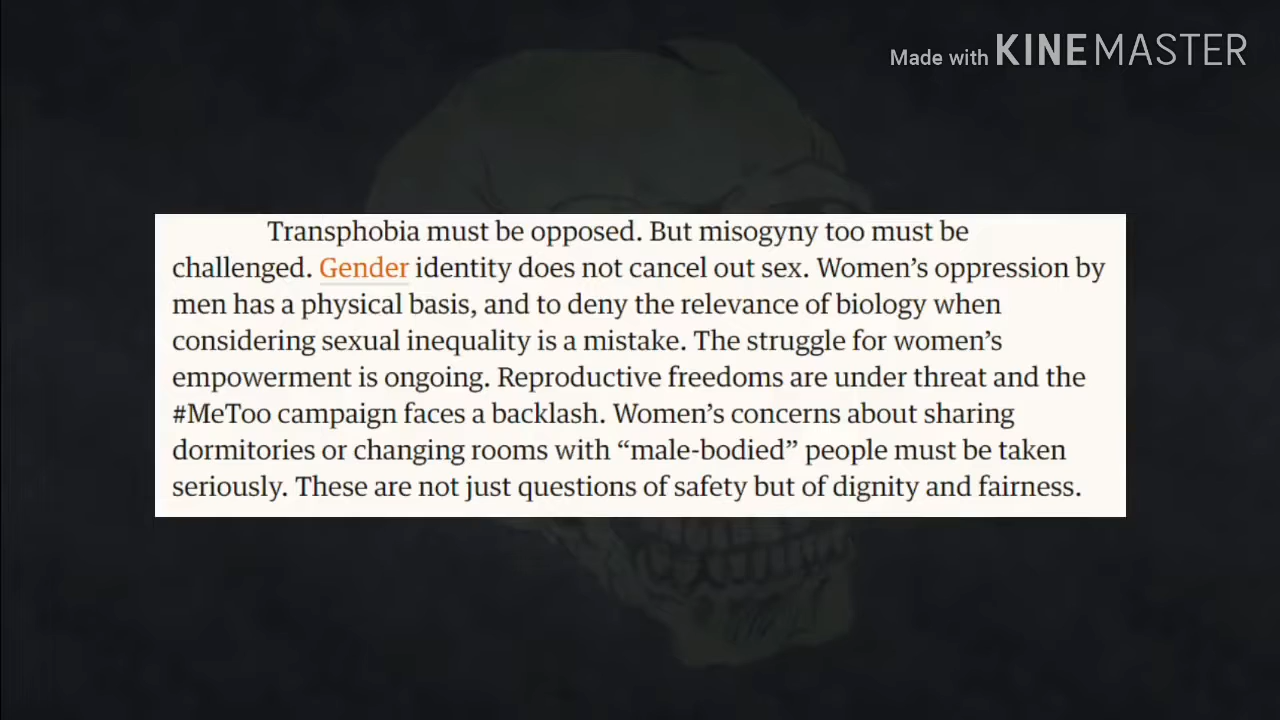 Made with KINEMASTER
Transphobia must be opposed. But misogyny too must be
challenged. Gender identity does not cancel out sex. Women’s oppression by
men has a physical basis, and to deny the relevance of biology when
considering sexual inequality is a mistake. The struggle for women’s
empowerment is ongoing. Reproductive freedoms are under threat and the
#MeToo campaign faces a backlash. Women’s concerns about sharing
dormitories or changing rooms with “male-bodied” people must be taken
seriously. These are not just questions of safety but of dignity and fairness.